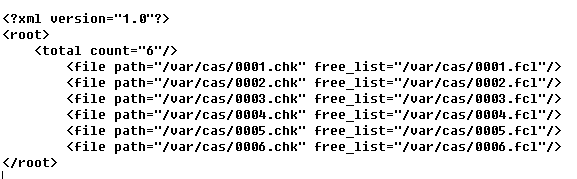 <?xml version="1.0"?>
<root>
    <total count="6"/>
        <file path="/var/cas/0001.chk" free_list="/var/cas/0001.fcl"/>
        <file path="/var/cas/0002.chk" free_list="/var/cas/0002.fcl"/>
        <file path="/var/cas/0003.chk" free_list="/var/cas/0003.fcl"/>
        <file path="/var/cas/0004.chk" free_list="/var/cas/0004.fcl"/>
        <file path="/var/cas/0005.chk" free_list="/var/cas/0005.fcl"/>
        <file path="/var/cas/0006.chk" free_list="/var/cas/0006.fcl"/>
</root>